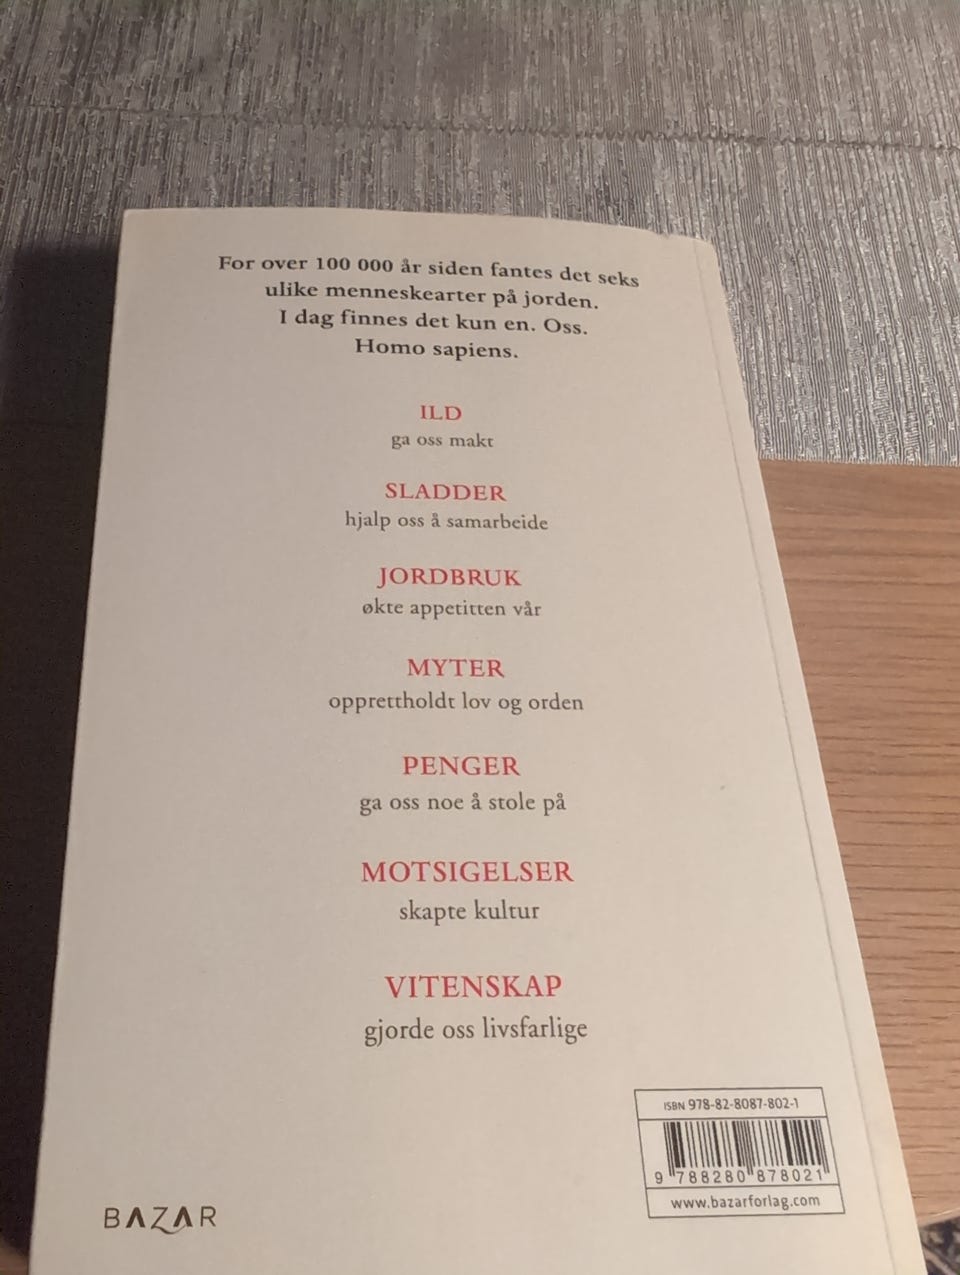 For over 100 000 år siden fantes det seks
ulike menneskearter på jorden.
I dag finnes det kun en. Oss.
Homo sapiens.
ILD
ga oss makt
SLADDER
hjalp oss å samarbeide
JORDBRUK
økte appetitten vår
MYTER
opprettholdt lov og orden
PENGER
ga oss noe å stole på
MOTSIGELSER
skapte kultur
VITENSKAP
gjorde oss livsfarlige
ISBN 978-82-8087-802-1
9 788280 878021
www.bazarforlag.com
BAZAR